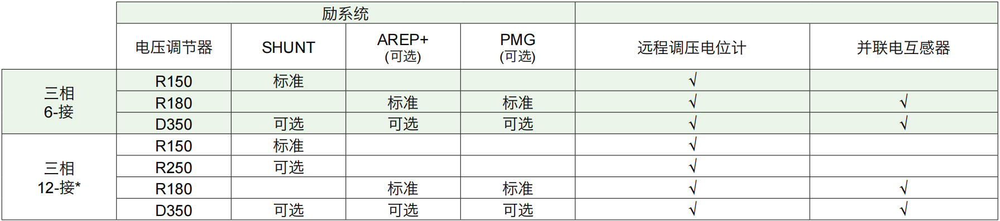 励系统
电压调节器 SHUNT AREP+ (可选) PMG (可选) 远程调压电位计 并联电互感器
三相
6-接
R150 标准 √
R180 标准 标准 √ √
D350 可选 可选 可选 √ √
三相
12-接*
R150 标准 √
R250 可选 √
R180 标准 标准 √ √
D350 可选 可选 可选 √ √